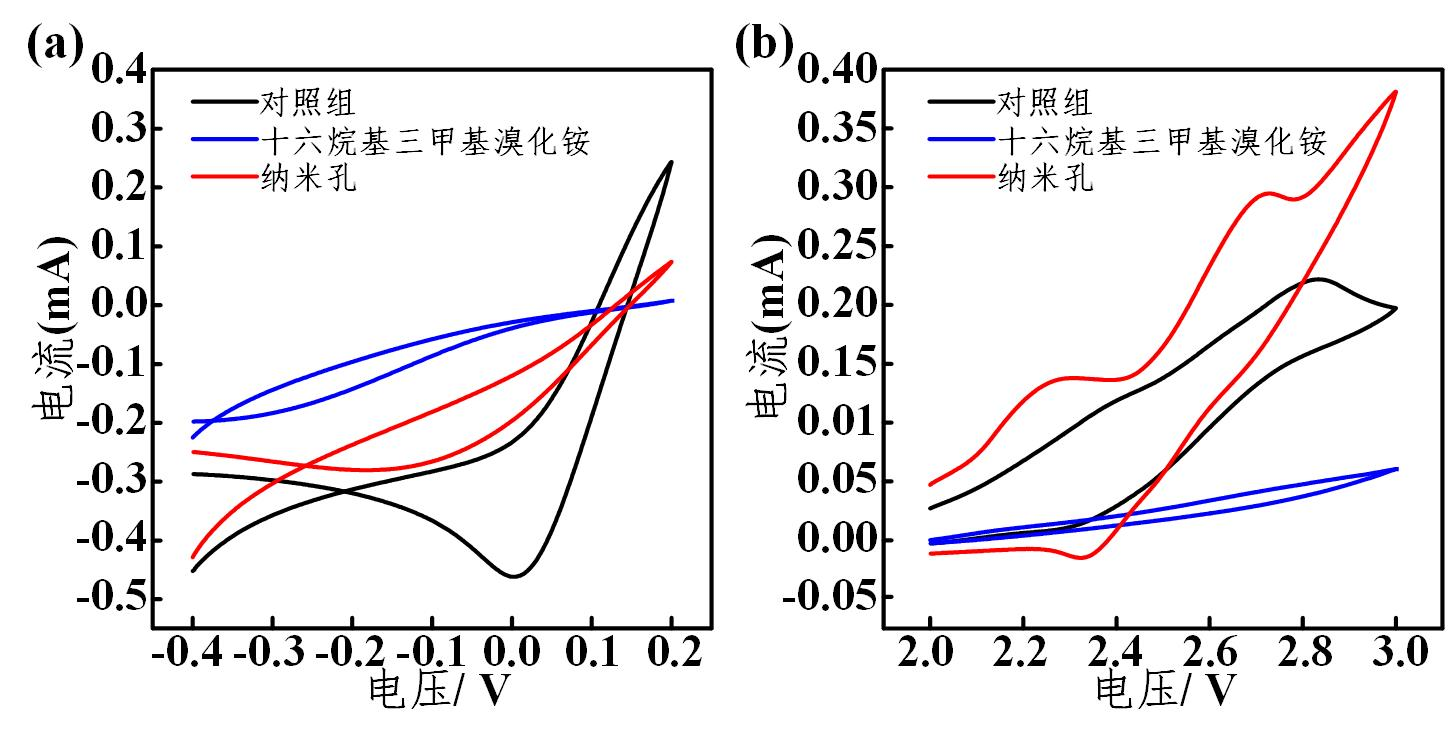 (a)
0.4
0.3
0.2
0.1
0.0
-0.1
-0.2
-0.3
-0.4
-0.5
电流(mA)
对照组
十六烷基三甲基溴化铵
纳米孔
-0.4 -0.3 -0.2 -0.1 0.0 0.1 0.2
电压/ V
(b)
0.40
0.35
0.30
0.25
0.20
0.15
0.01
0.05
0.00
-0.05
电流(mA)
对照组
十六烷基三甲基溴化铵
纳米孔
2.0 2.2 2.4 2.6 2.8 3.0
电压/ V